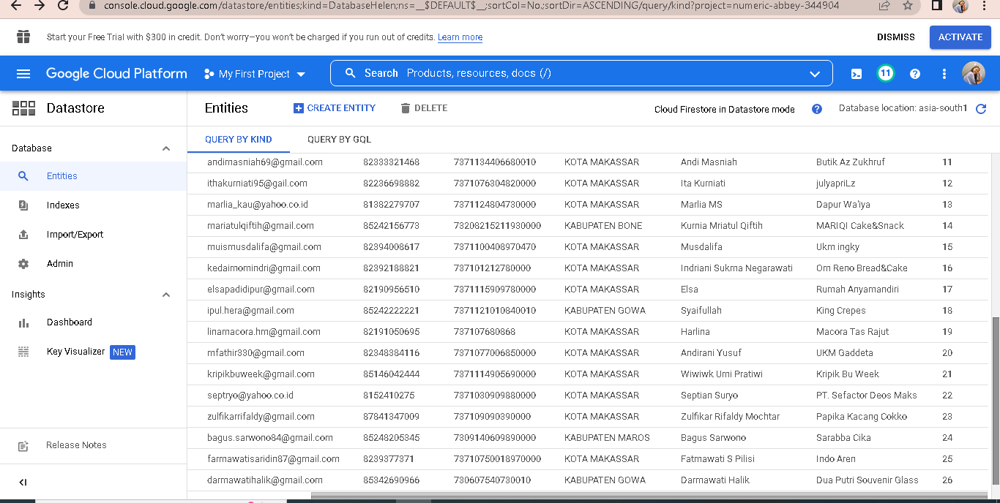 console.cloud.google.com/datastore/entities;kind=DatabaseHelen;ns=__$DEFAULT$__;sortCol=No.;sortDir=ASCENDING/query/kind?project=numeric-abbey-344904
Start your Free Trial with $300 in credit. Don't worry—you won't be charged if you run out of credits. Learn more DISMISS ACTIVATE
Google Cloud Platform My First Project Search Products, resources, docs (/) 11
Datastore Entities CREATE ENTITY DELETE Cloud Firestore in Datastore mode Database location: asia-south1
Database
Entities
Indexes
Import/Export
Admin
Insights
Dashboard
Key Visualizer NEW
Release Notes
QUERY BY KIND QUERY BY GQL
andimasniah69@gmail.com 82333321468 7371134406680010 KOTA MAKASSAR Andi Masniah Butik Az Zukhruf 11
ithakurniati95@gail.com 82236698882 7371076304820000 KOTA MAKASSAR Ita Kurniati julyapriLz 12
marlia_kau@yahoo.co.id 81382279707 7371124804730000 KOTA MAKASSAR Marlia MS Dapur Wa'iya 13
mariatulqiftih@gmail.com 85242156773 73208215211930000 KABUPATEN BONE Kurnia Mriatul Qiftih MARIQI Cake&Snack 14
muismusdalifa@gmail.com 82394008617 7371100408970470 KOTA MAKASSAR Musdalifa Ukm ingky 15
kedaimomindri@gmail.com 82392188821 737101212780000 KOTA MAKASSAR Indriani Sukma Negarawati Om Reno Bread&Cake 16
elsapadidipur@gmail.com 82190956510 7371115909780000 KOTA MAKASSAR Elsa Rumah Anyamandiri 17
ipul.hera@gmail.com 85242222221 7371121010840010 KABUPATEN GOWA Syaifullah King Crepes 18
linamacora.hm@gmail.com 82191050695 737107680868 KOTA MAKASSAR Harlina Macora Tas Rajut 19
mfathir330@gmail.com 82348384116 7371077006850000 KOTA MAKASSAR Andirani Yusuf UKM Gaddeta 20
kripikbuweek@gmail.com 85146042444 7371114905690000 KOTA MAKASSAR Wiwiwk Umi Pratiwi Kripik Bu Week 21
septryo@yahoo.co.id 8152410275 7371030909880000 KOTA MAKASSAR Septian Suryo PT. Sefactor Deos Maks 22
zulfikarrifaldy@gmail.com 87841347009 737109090390000 KOTA MAKASSAR Zulfikar Rifaldy Mochtar Papika Kacang Cokko 23
bagus.sarwono84@gmail.com 85248205345 7309140609890000 KABUPATEN MAROS Bagus Sarwono Sarabba Cika 24
farmawatisaridin87@gmail.com 8239377371 73710750018970000 KOTA MAKASSAR Fatmawati S Pilisi Indo Aren 25
darmawatihalik@gmail.com 85342690966 730607540730010 KABUPATEN GOWA Darmawati Halik Dua Putri Souvenir Glass 26